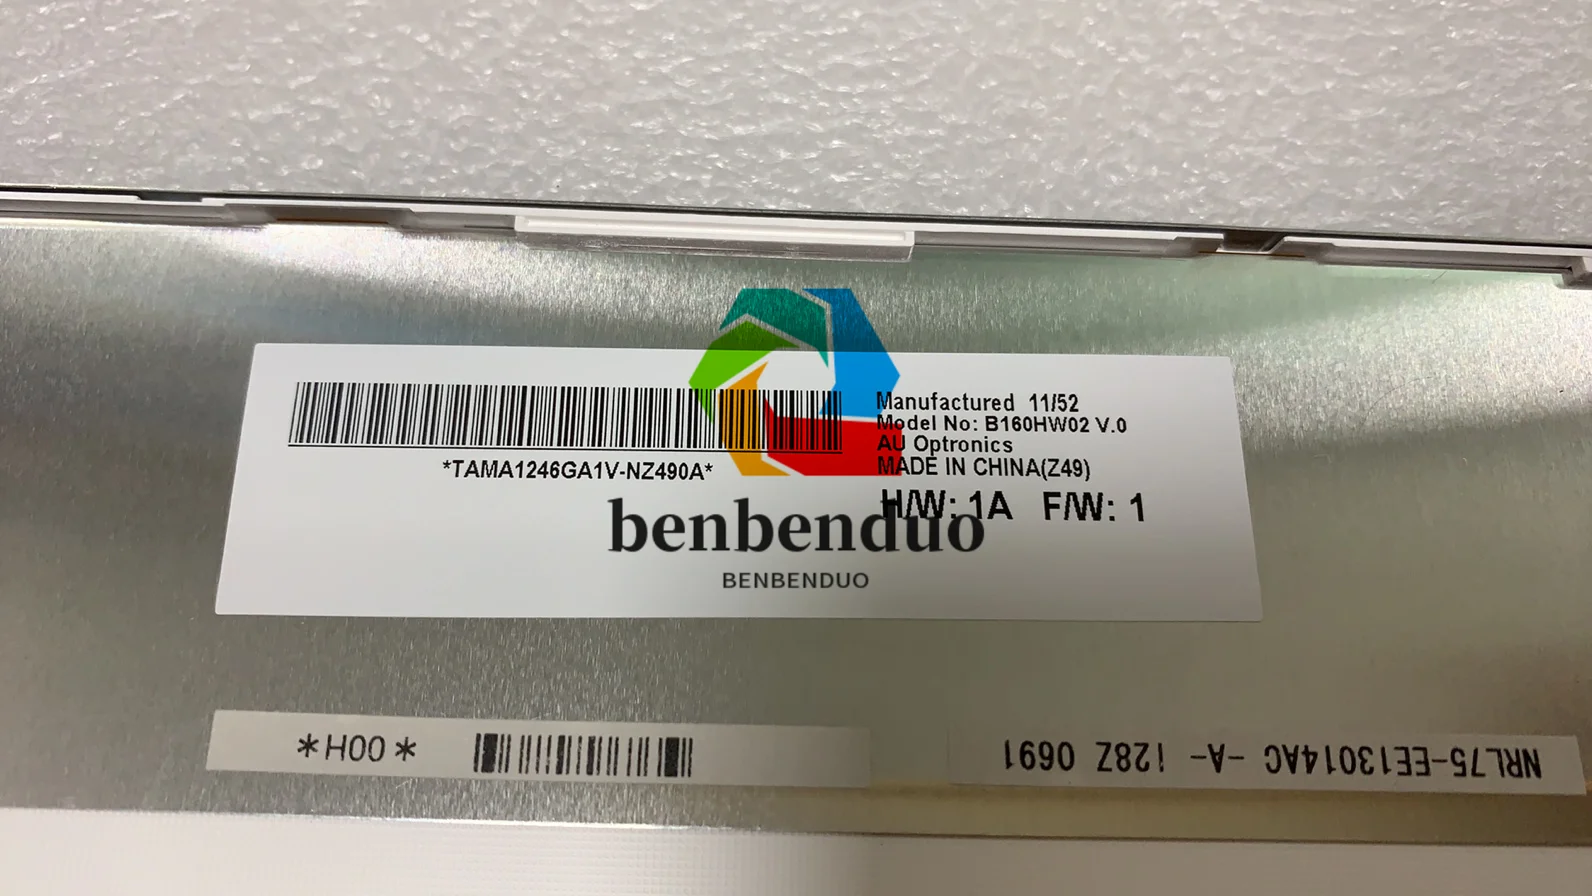 Manufactured 11/52
Model No: B160HW02 V.0
AU Optronics
MADE IN CHINA(Z49)
*TAMA1246GA1V-NZ490A*
H/W: 1A F/W: 1
benbenduo
BENBENDUO
*H00*
NRL75-EE13014AC -A- 128Z 0691